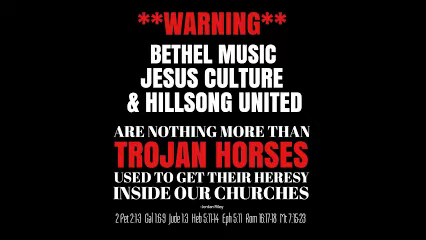 **WARNING**
BETHEL MUSIC
JESUS CULTURE
& HILLSONG UNITED
ARE NOTHING MORE THAN
TROJAN HORSES
USED TO GET THEIR HERESY
INSIDE OUR CHURCHES
-Jordan Riley
2 Pet 2:1-3 Gal 1:6-9 Jude 1:3 Heb 5:11-14 Eph 5:11 Rom 16:17-18 Mt 7:15-23